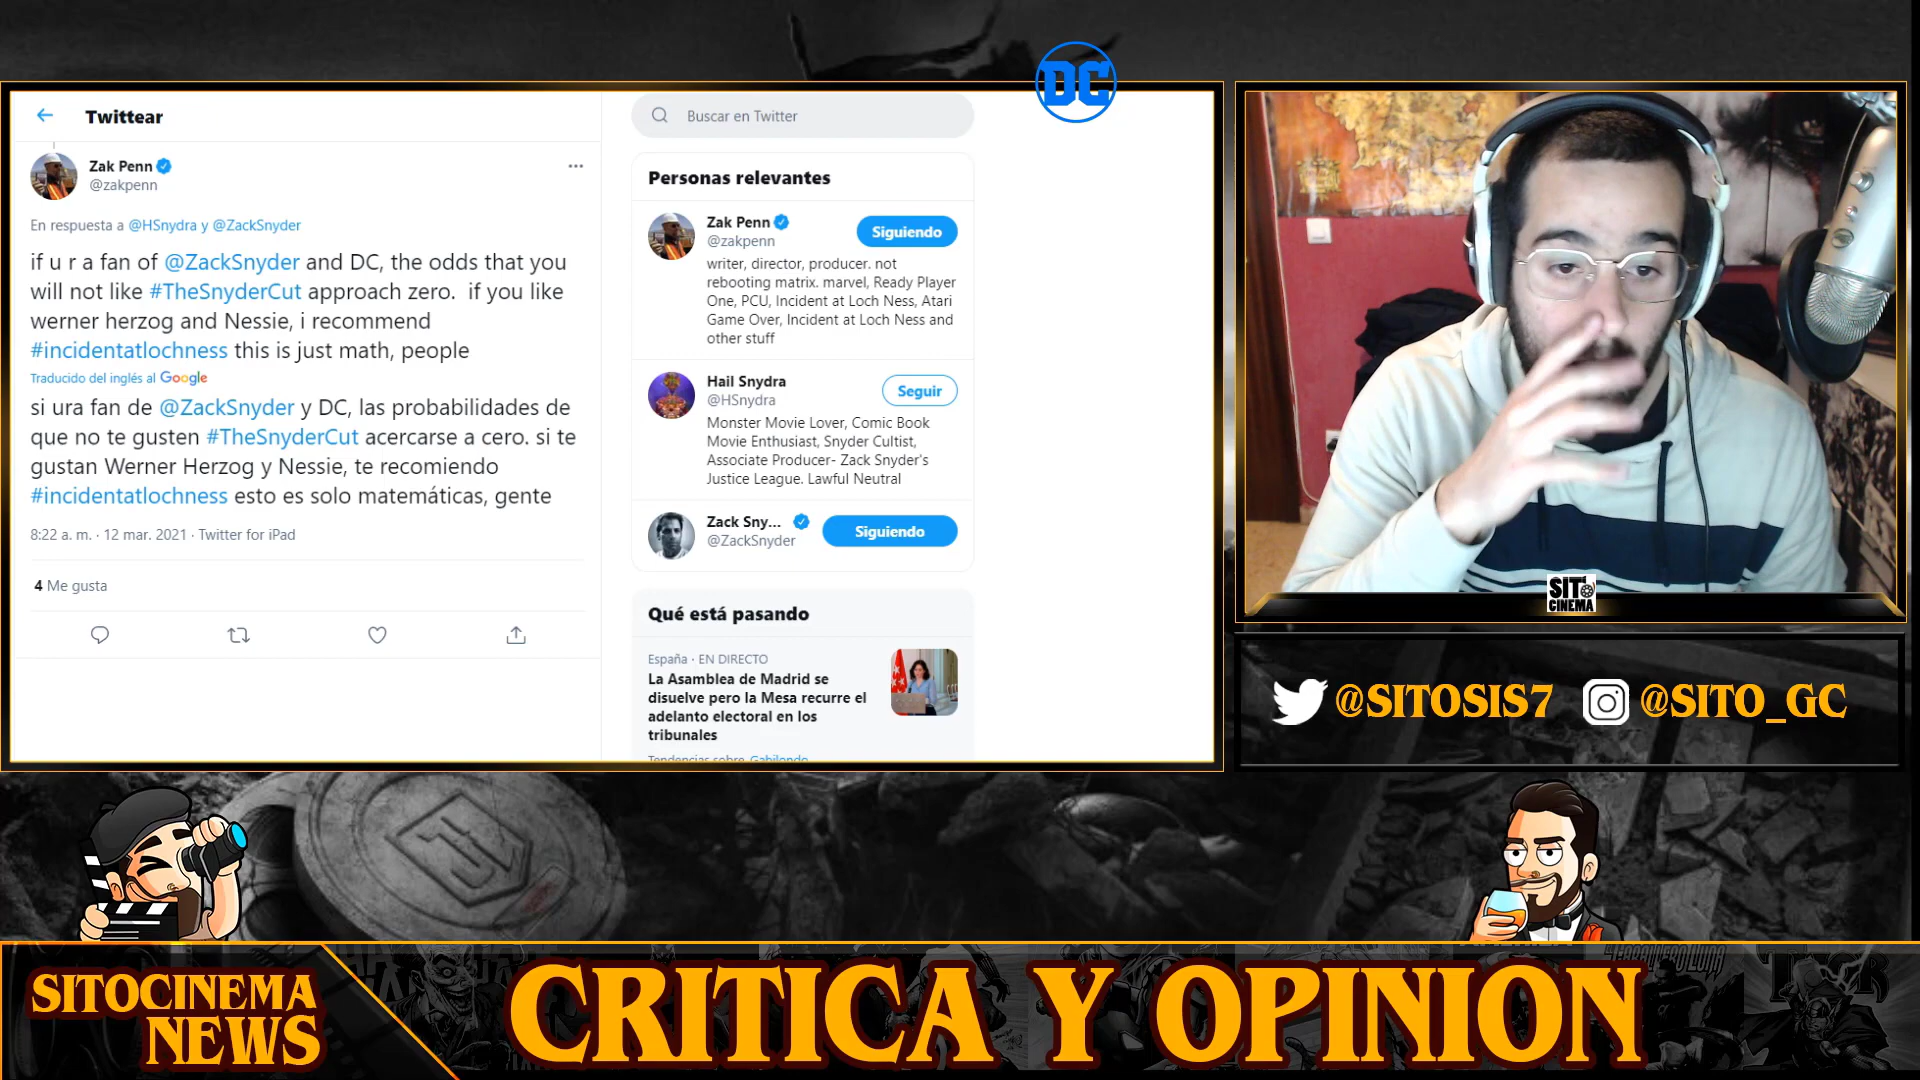 DC
Twittear
Zak Penn
@zakpenn
En respuesta a @HSnydra y @ZackSnyder
if u r a fan of @ZackSnyder and DC, the odds that you
will not like #TheSnyderCut approach zero. if you like
werner herzog and Nessie, i recommend
#incidentatlochness this is just math, people
Traducido del inglés al Google
si ura fan de @ZackSnyder y DC, las probabilidades de
que no te gusten #TheSnyderCut acercarse a cero. si te
gustan Werner Herzog y Nessie, te recomiendo
#incidentatlochness esto es solo matemáticas, gente
8:22 a. m. · 12 mar. 2021 · Twitter for iPad
4 Me gusta
Buscar en Twitter
Personas relevantes
Zak Penn
@zakpenn
Siguiendo
writer, director, producer. not
rebooting matrix. marvel, Ready Player
One, PCU, Incident at Loch Ness, Atari
Game Over, Incident at Loch Ness and
other stuff
Hail Snydra
@HSnydra
Seguir
Monster Movie Lover, Comic Book
Movie Enthusiast, Snyder Cultist,
Associate Producer- Zack Snyder's
Justice League. Lawful Neutral
Zack Sny...
@ZackSnyder
Siguiendo
Qué está pasando
España · EN DIRECTO
La Asamblea de Madrid se
disuelve pero la Mesa recurre el
adelanto electoral en los
tribunales
Tendencias sobre Gabilondo
SITO
CINEMA
@SITOSIS7
@SITO_GC
SITOCINEMA
NEWS
CRITICA Y OPINION